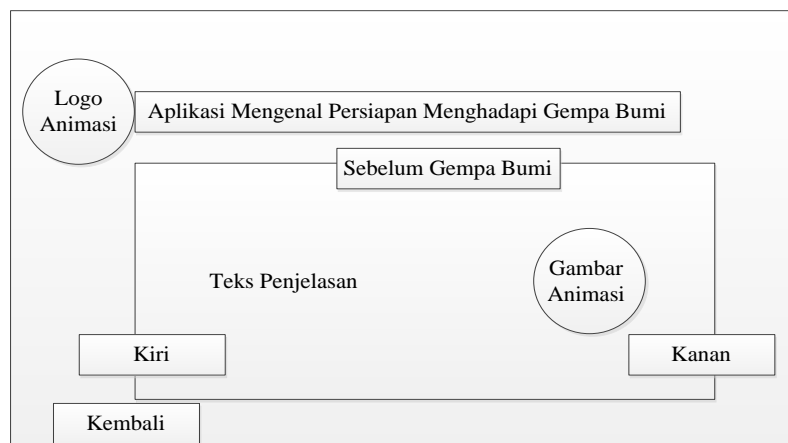 Logo
Animasi
Aplikasi Mengenal Persiapan Menghadapi Gempa Bumi
Sebelum Gempa Bumi
Teks Penjelasan
Gambar
Animasi
Kiri
Kanan
Kembali